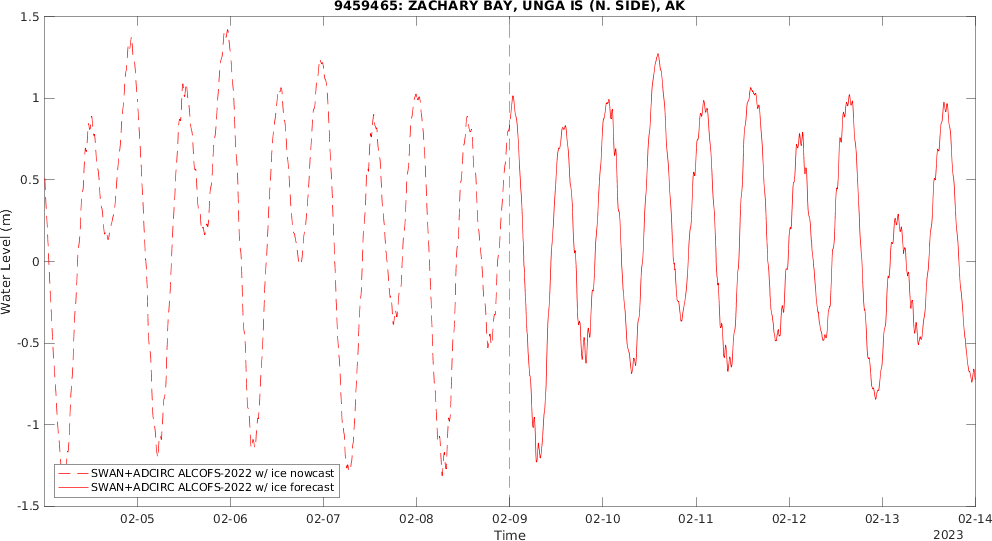 9459465: ZACHARY BAY, UNGA IS (N. SIDE), AK
1.5
1
0.5
0
-0.5
-1
-1.5
Water Level (m)
SWAN+ADCIRC ALCOFS-2022 w/ ice nowcast
SWAN+ADCIRC ALCOFS-2022 w/ ice forecast
02-05 02-06 02-07 02-08 02-09 02-10 02-11 02-12 02-13 02-14
Time
2023